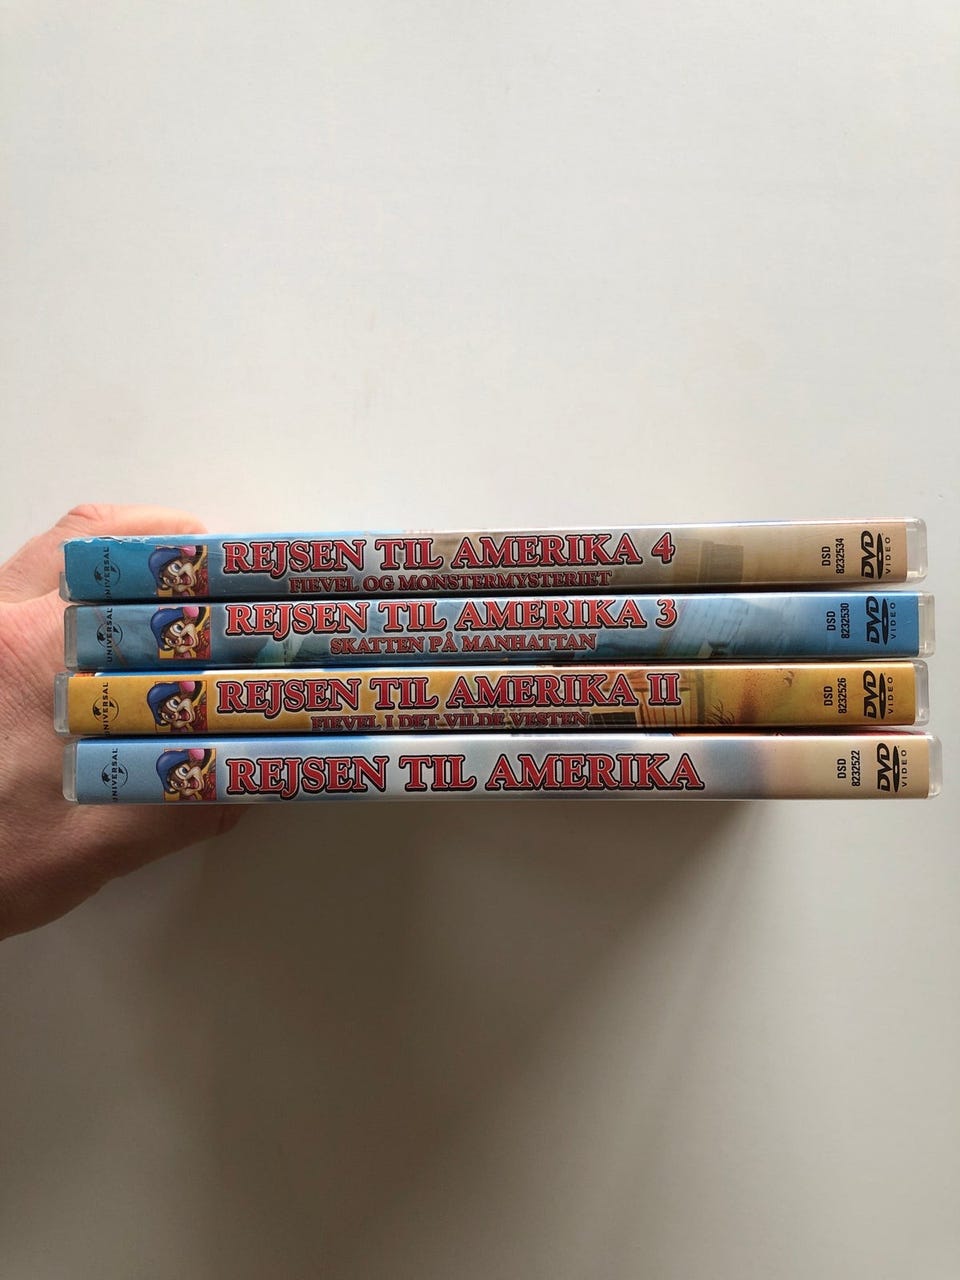 UNIVERSAL
REJSEN TIL AMERIKA 4
FIEVEL OG MONSTERMYSTERIET
DSD
8232534
DVD
VIDEO
UNIVERSAL
REJSEN TIL AMERIKA 3
SKATTEN PÅ MANHATTAN
DSD
8232530
DVD
VIDEO
UNIVERSAL
REJSEN TIL AMERIKA II
FIEVEL I DET VILDE VESTEN
DSD
8232526
DVD
VIDEO
UNIVERSAL
REJSEN TIL AMERIKA
DSD
8232522
DVD
VIDEO